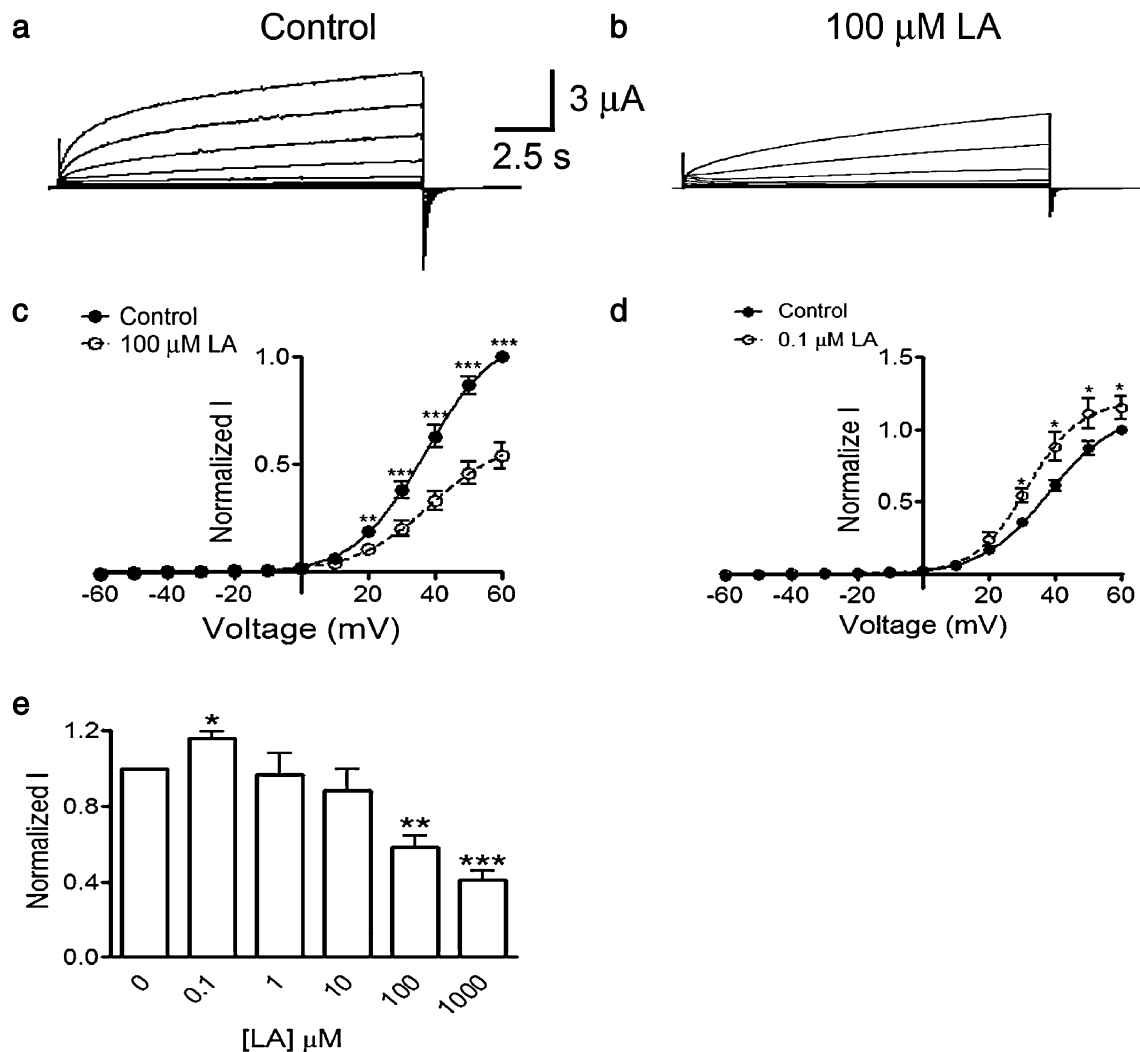 a
Control
b
100 μM LA
3 μA
2.5 s
c
Control
100 μM LA
Normalized I
1.0
0.5
**
***
***
***
***
-60
-40
-20
20
40
60
Voltage (mV)
d
Control
0.1 μM LA
Normalize I
1.5
1.0
0.5
*
*
*
*
-60
-40
-20
20
40
60
Voltage (mV)
e
Normalized I
1.2
0.8
0.4
0.0
*
**
***
0
0.1
1
10
100
1000
[LA] μM